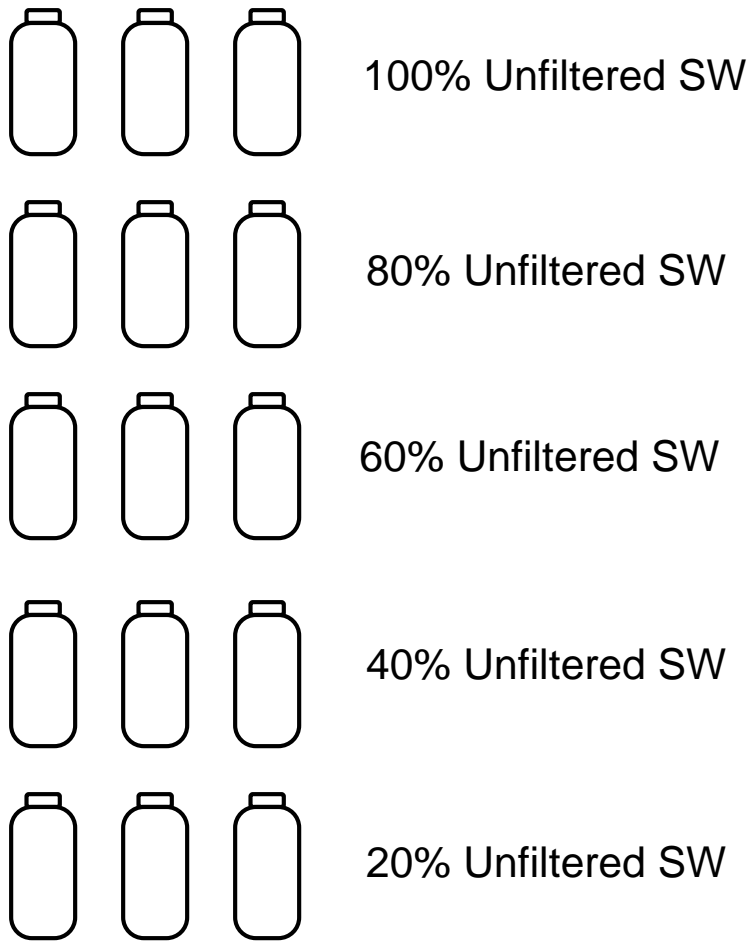 100% Unfiltered SW
80% Unfiltered SW
60% Unfiltered SW
40% Unfiltered SW
20% Unfiltered SW